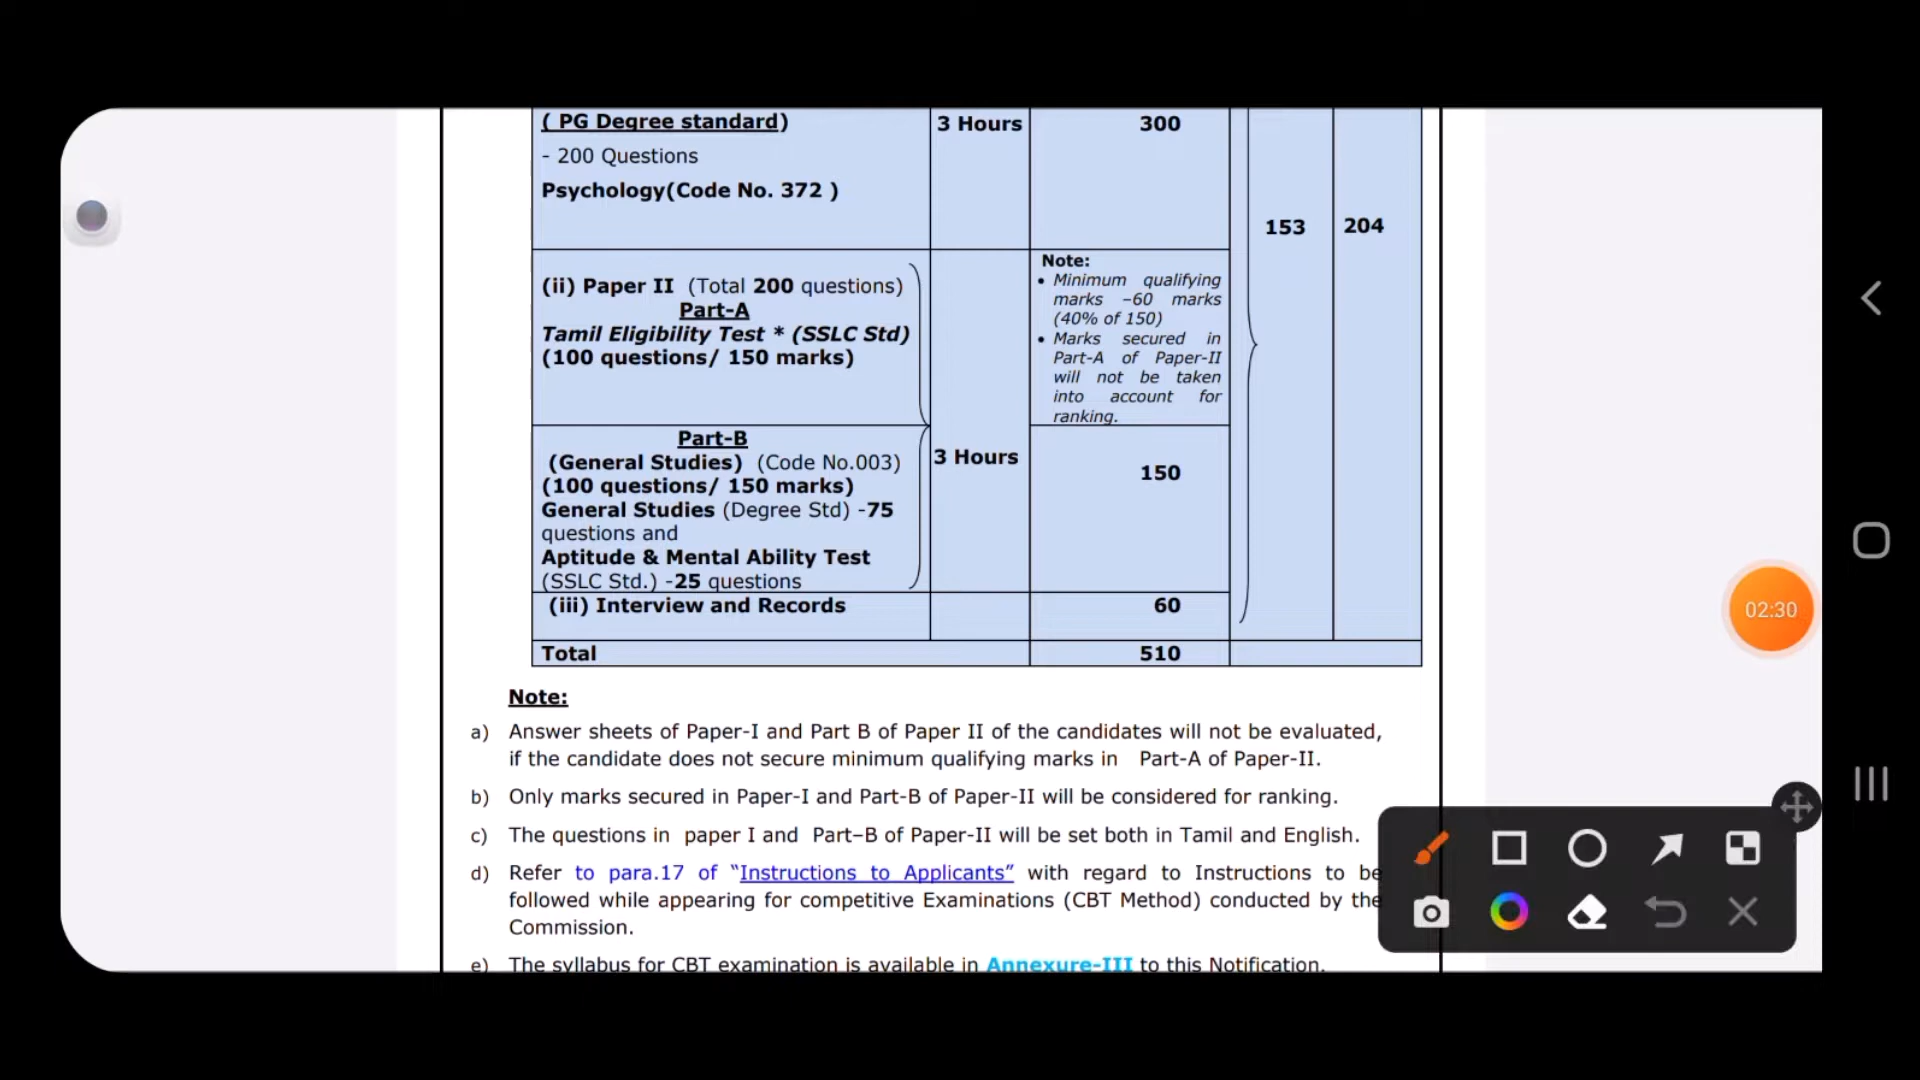 ( PG Degree standard)
- 200 Questions
Psychology(Code No. 372 )
3 Hours
300
153
204
(ii) Paper II (Total 200 questions)
Part-A
Tamil Eligibility Test * (SSLC Std)
(100 questions/ 150 marks)
Note:
• Minimum qualifying
marks –60 marks
(40% of 150)
• Marks secured in
Part-A of Paper-II
will not be taken
into account for
ranking.
Part-B
(General Studies) (Code No.003)
(100 questions/ 150 marks)
General Studies (Degree Std) -75
questions and
Aptitude & Mental Ability Test
(SSLC Std.) -25 questions
3 Hours
150
(iii) Interview and Records
60
Total
510
Note:
a) Answer sheets of Paper-I and Part B of Paper II of the candidates will not be evaluated,
if the candidate does not secure minimum qualifying marks in Part-A of Paper-II.
b) Only marks secured in Paper-I and Part-B of Paper-II will be considered for ranking.
c) The questions in paper I and Part–B of Paper-II will be set both in Tamil and English.
d) Refer to para.17 of “Instructions to Applicants” with regard to Instructions to be
followed while appearing for competitive Examinations (CBT Method) conducted by the
Commission.
e) The syllabus for CBT examination is available in Annexure-III to this Notification.
02:30